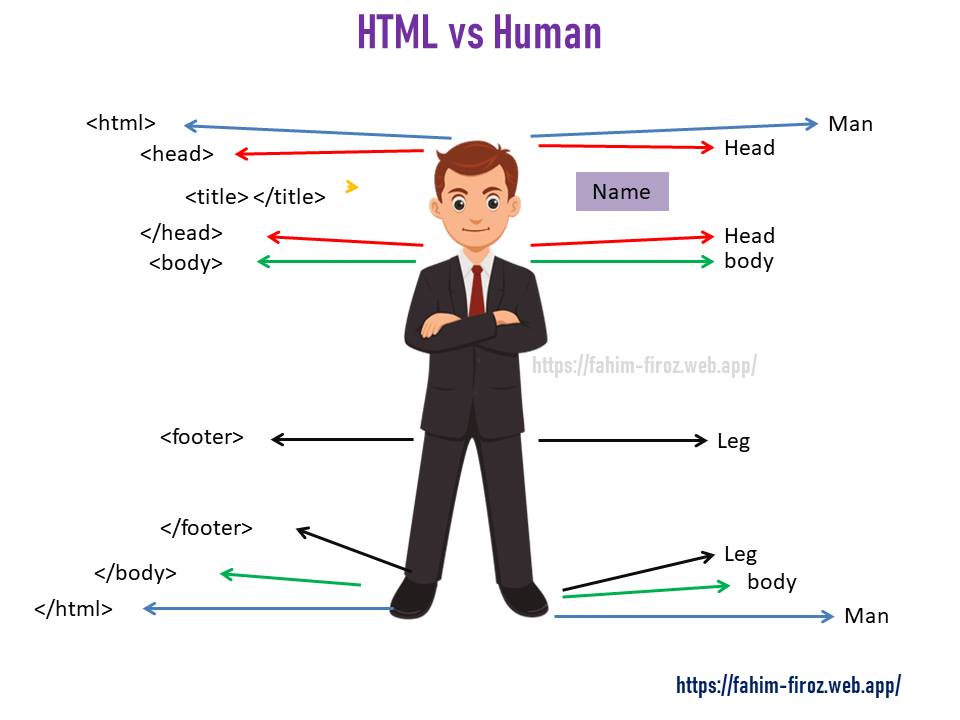 HTML vs Human
<html>
Man
<head>
Head
<title> </title>
Name
</head>
Head
<body>
body
https://fahim-firoz.web.app/
<footer>
Leg
</footer>
Leg
</body>
body
</html>
Man
https://fahim-firoz.web.app/